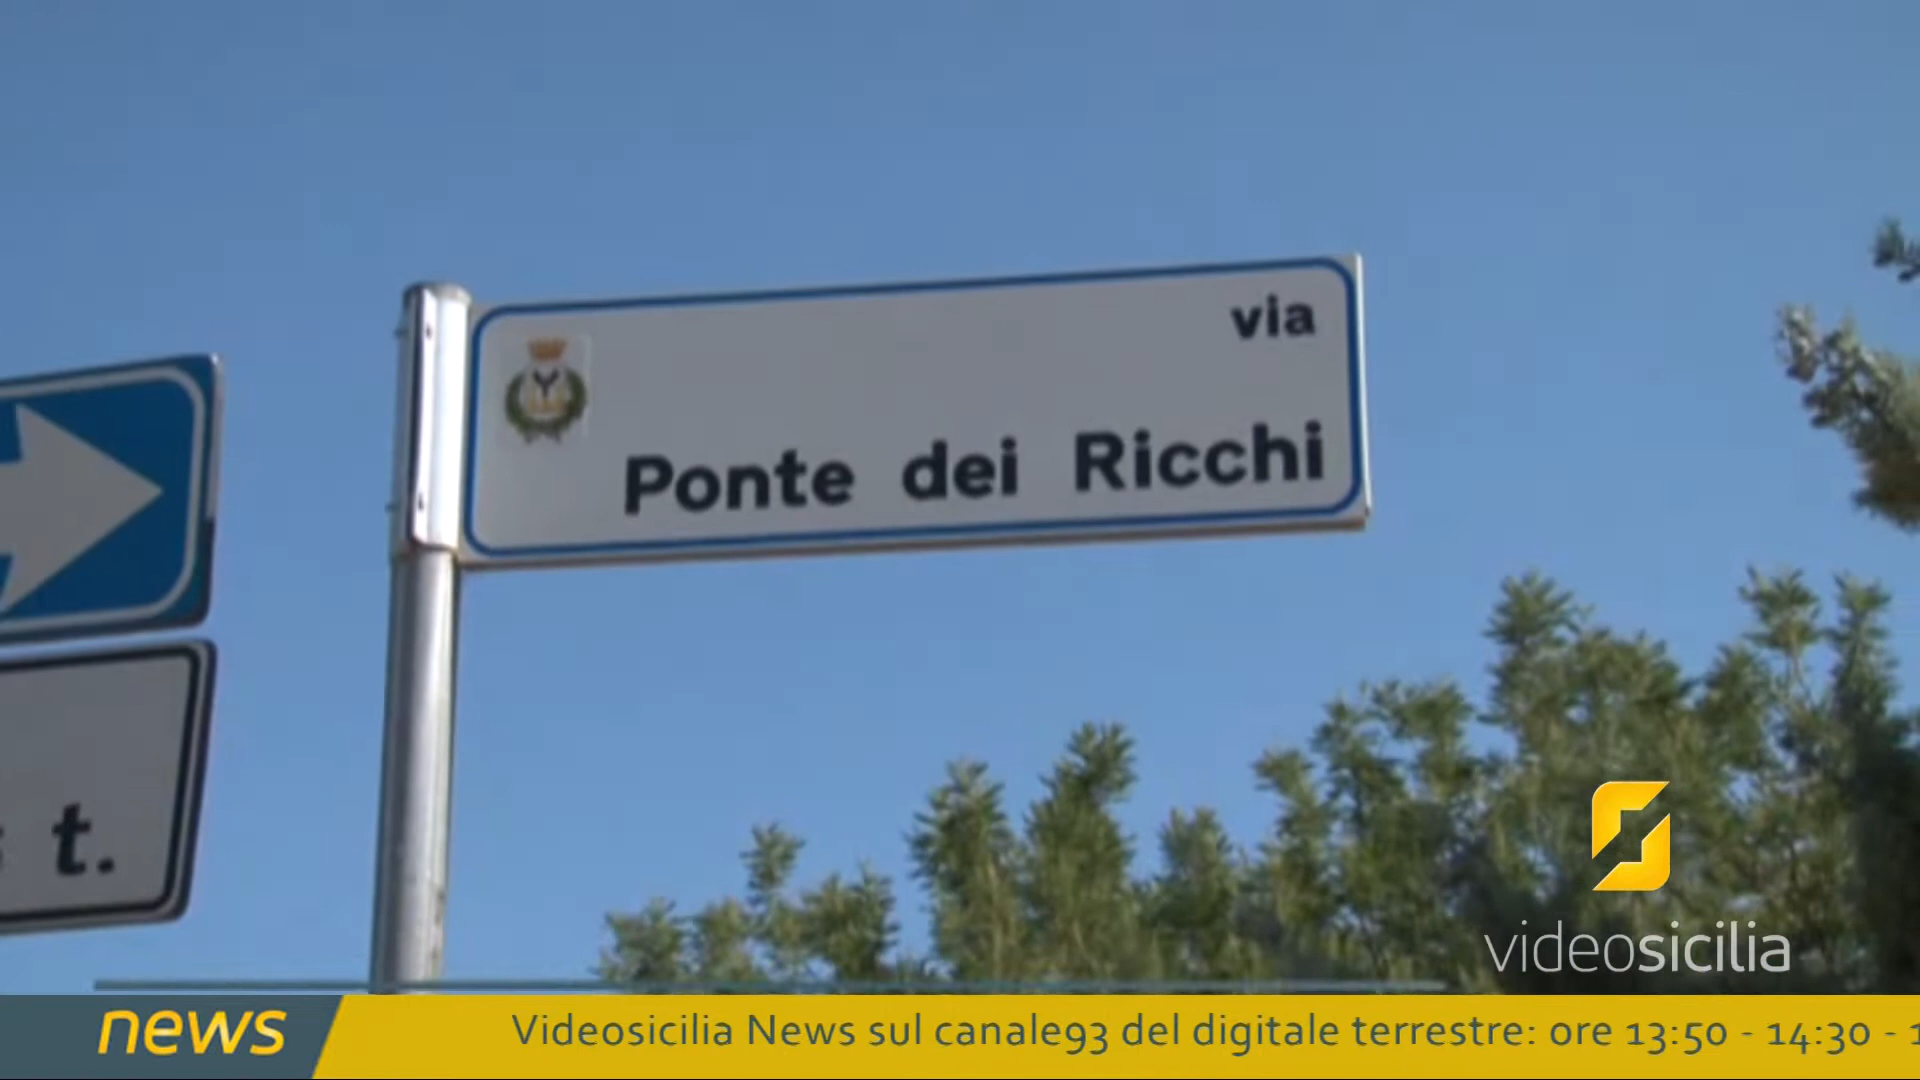 via
Ponte dei Ricchi
t.
videosicilia
news
Videosicilia News sul canale93 del digitale terrestre: ore 13:50 - 14:30 -